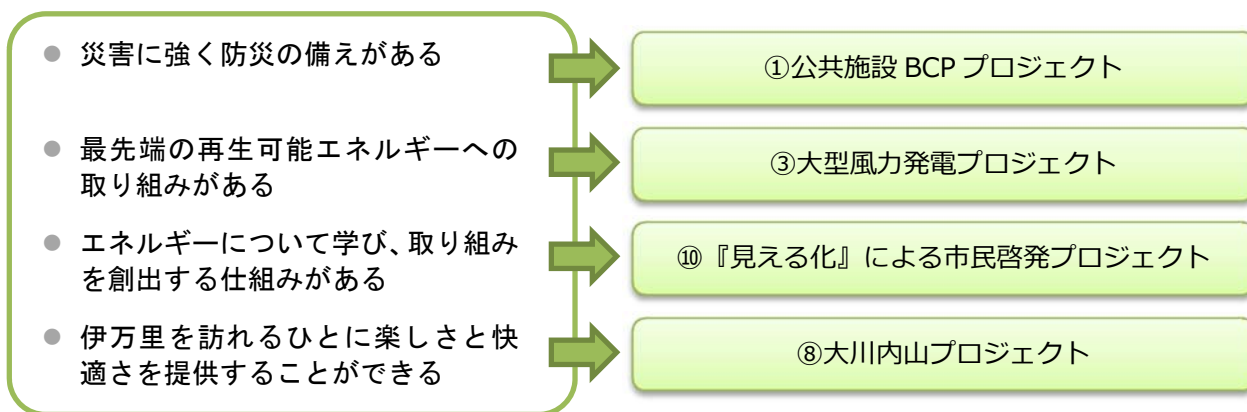 ● 災害に強く防災の備えがある
①公共施設 BCP プロジェクト
● 最先端の再生可能エネルギーへの
取り組みがある
③大型風力発電プロジェクト
● エネルギーについて学び、取り組み
を創出する仕組みがある
⑩『見える化』による市民啓発プロジェクト
● 伊万里を訪れるひとに楽しさと快
適さを提供することができる
⑧大川内山プロジェクト